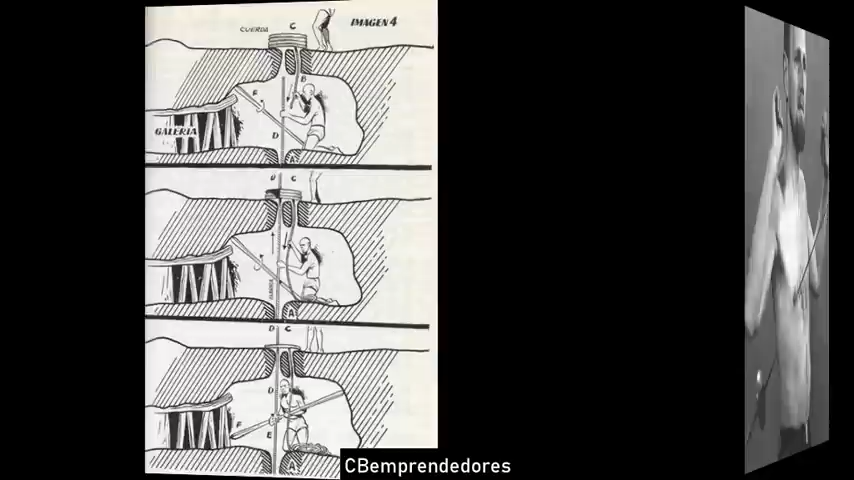 CUERDA
C
IMAGEN 4
B
F
GALERIA
D
A
D
C
A
D C
D
F
E
A
CBemprendedores